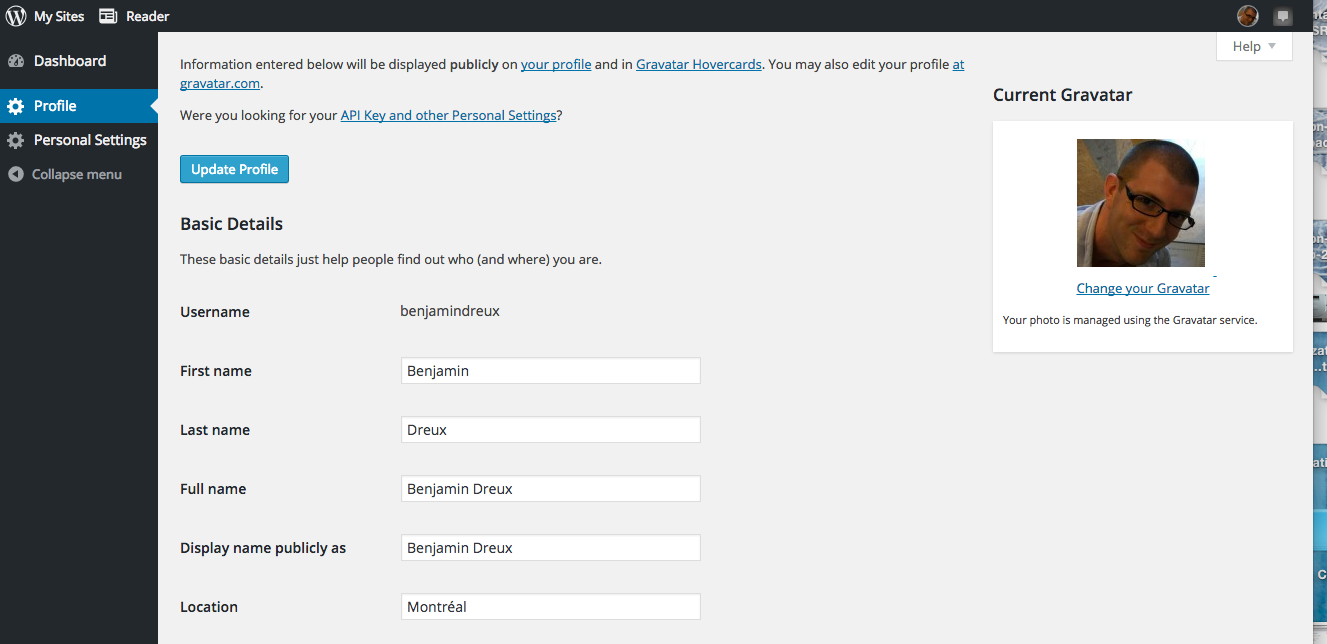 My Sites Reader
Help
Dashboard
Profile
Personal Settings
Collapse menu
Information entered below will be displayed publicly on your profile and in Gravatar Hovercards. You may also edit your profile at
gravatar.com.
Were you looking for your API Key and other Personal Settings?
Update Profile
Basic Details
These basic details just help people find out who (and where) you are.
Username benjamindreux
First name Benjamin
Last name Dreux
Full name Benjamin Dreux
Display name publicly as Benjamin Dreux
Location Montréal
Current Gravatar
Change your Gravatar
Your photo is managed using the Gravatar service.